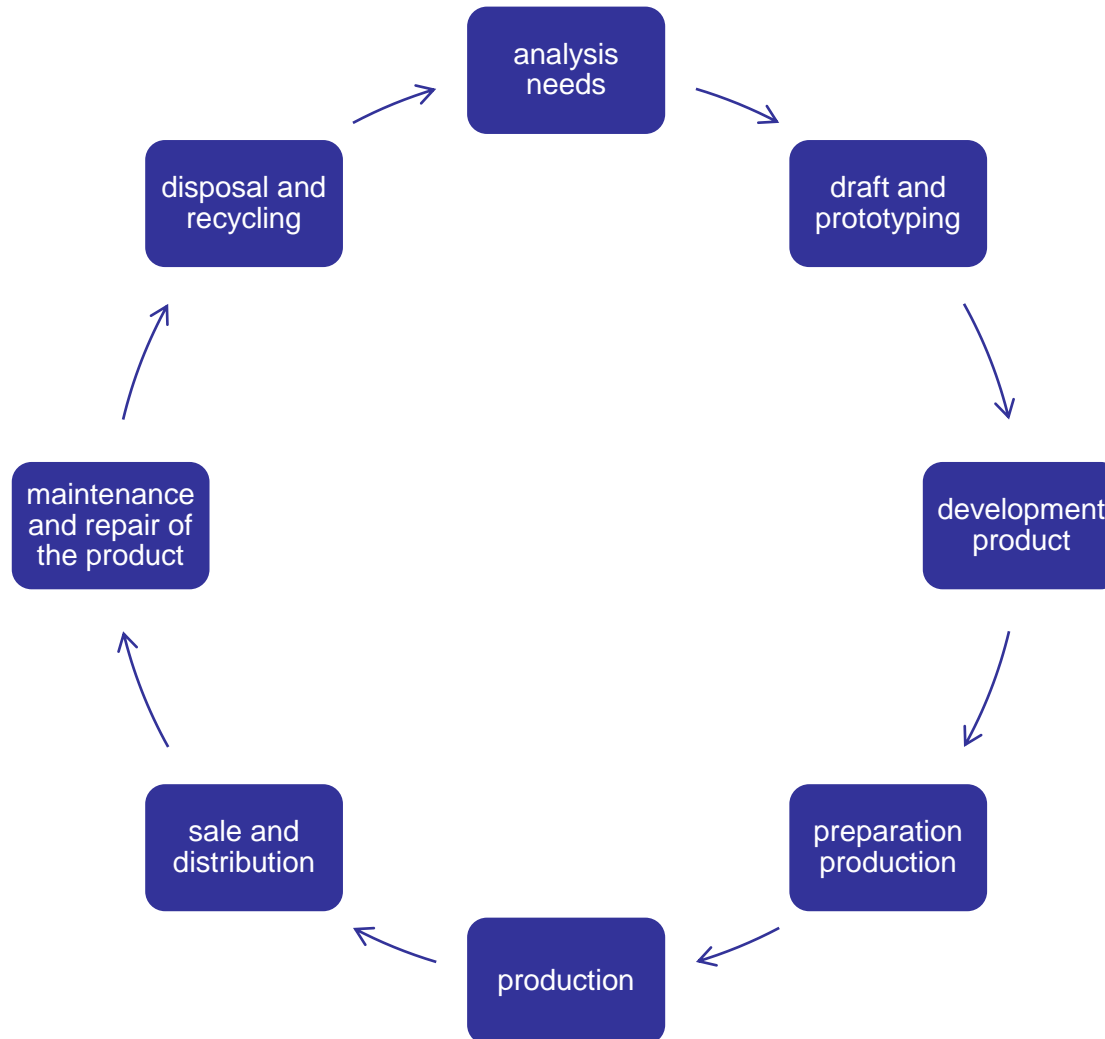 analysis
needs
draft and
prototyping
development
product
preparation
production
production
sale and
distribution
maintenance
and repair of
the product
disposal and
recycling